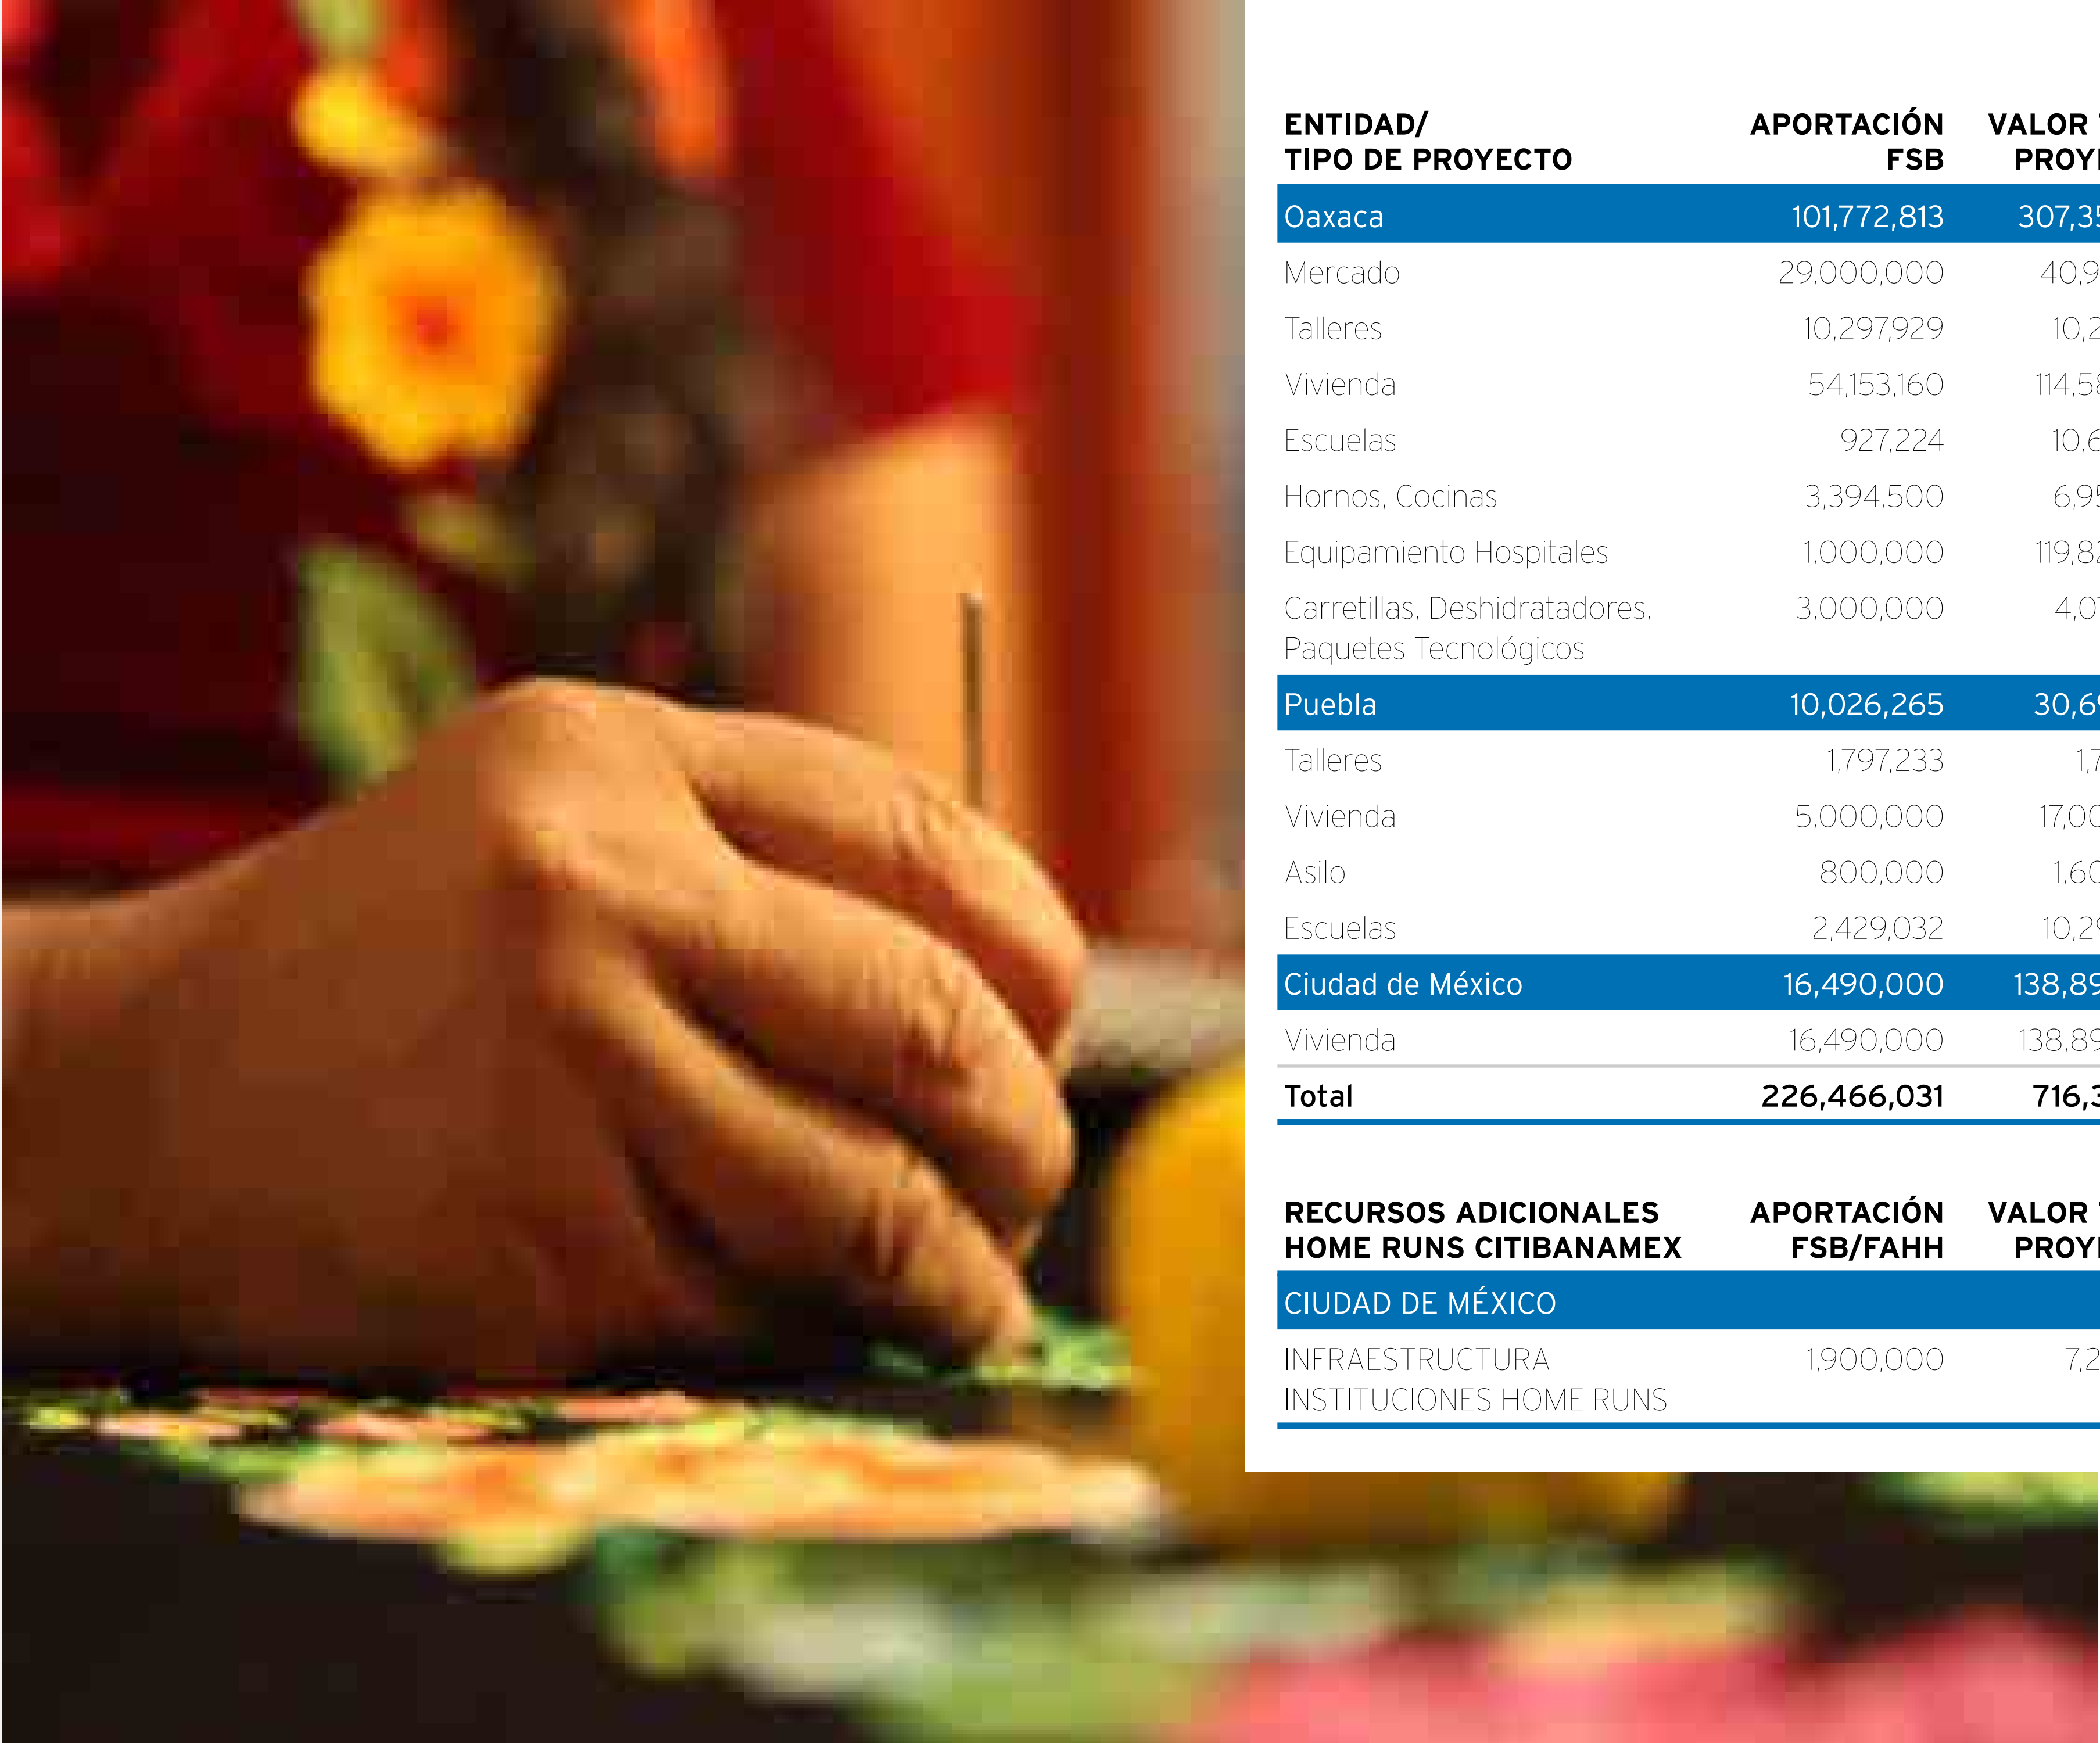 ENTIDAD/ APORTACIÓN VALOR
TIPO DE PROYECTO FSB
Oaxaca 101,772,813
Mercado 29,000,000
Talleres 10,297,929
Vivienda 54,153,160
Escuelas 927,224
Hornos, Cocinas 3,394,500
Equipamiento Hospitales 1,000,000
Carretillas, Deshidratadores, 3,000,000
Paquetes Tecnológicos
Puebla 10,026,265
Talleres 1,797,233
Vivienda 5,000,000
Asilo 800,000
Escuelas 2,429,032
Ciudad de México 16,490,000
Vivienda 16,490,000
Total 226,466,031
RECURSOS ADICIONALES APORTACIÓN VALOR
HOME RUNS CITIBANAMEX FSB/FAHH
CIUDAD DE MÉXICO
INFRAESTRUCTURA 1,900,000
INSTITUCIONES HOME RUNS